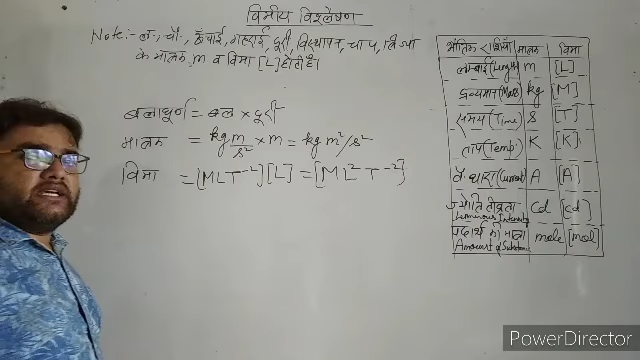 विमीय विश्लेषण
Note:- ल०, चौ०, ऊँचाई, गहराई, दूरी, विस्थापन, चाप, त्रिज्या
के मात्रक m व विमा [L] होती है।
बलाघूर्ण = बल × दूरी
मात्रक = kg m/s² × m = kg m²/s²
विमा = [MLT⁻²][L] = [ML²T⁻²]
भौतिक राशियाँ मात्रक विमा
लम्बाई (Length) m [L]
द्रव्यमान (Mass) kg [M]
समय (Time) s [T]
ताप (Temp) K [K]
वि. धारा (Current) A [A]
ज्योति तीव्रता Cd [Cd]
Luminous Intensity
पदार्थ की मात्रा mole [mol]
Amount of Substance
PowerDirector